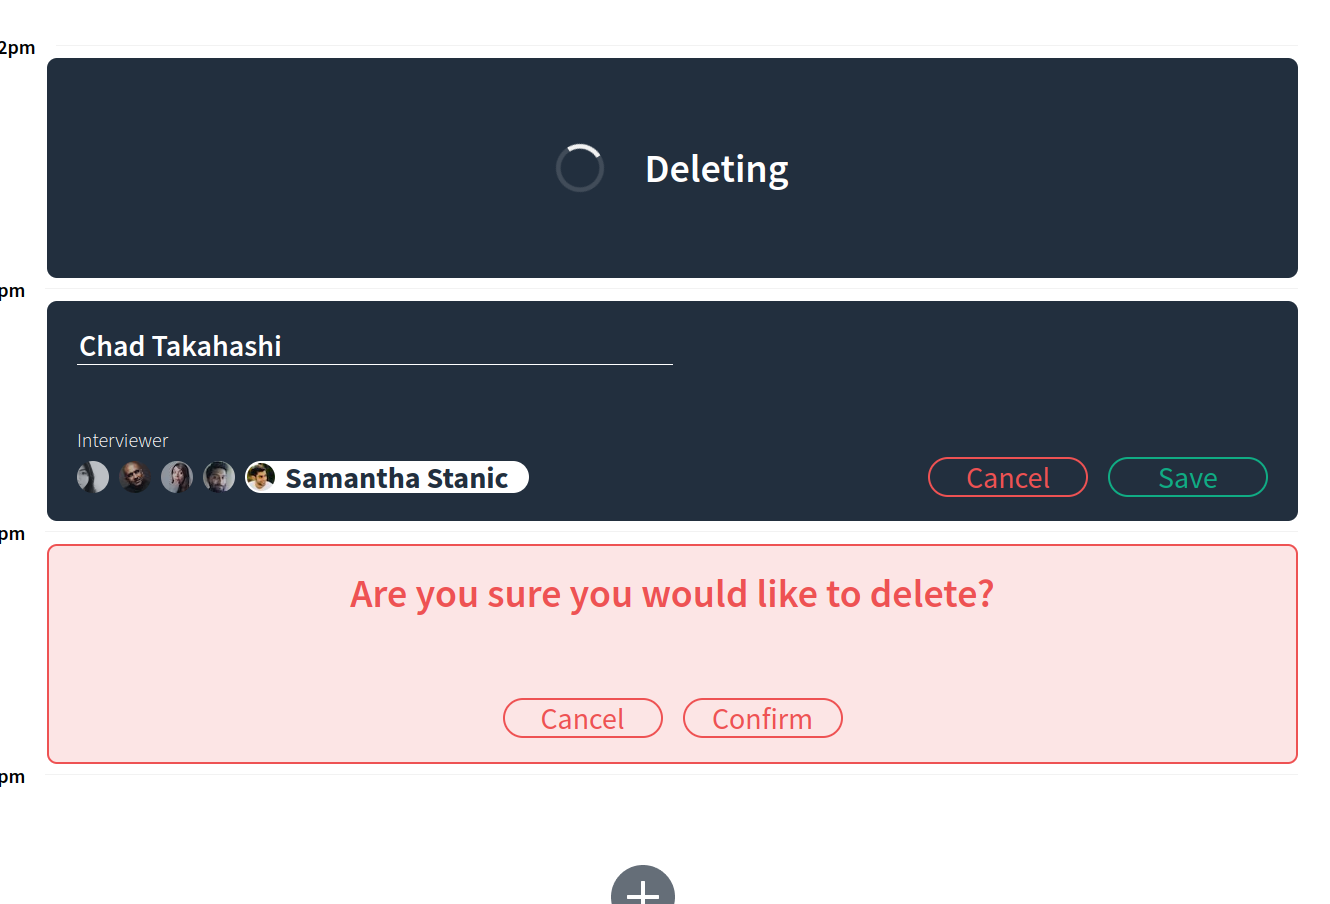 2pm
Deleting
pm
Chad Takahashi
Interviewer
Samantha Stanic
Cancel
Save
pm
Are you sure you would like to delete?
Cancel
Confirm
pm